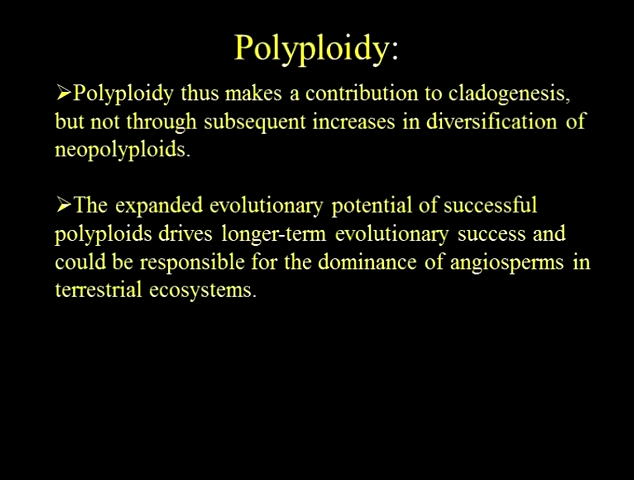 Polyploidy:
➢Polyploidy thus makes a contribution to cladogenesis,
but not through subsequent increases in diversification of
neopolyploids.
➢The expanded evolutionary potential of successful
polyploids drives longer-term evolutionary success and
could be responsible for the dominance of angiosperms in
terrestrial ecosystems.